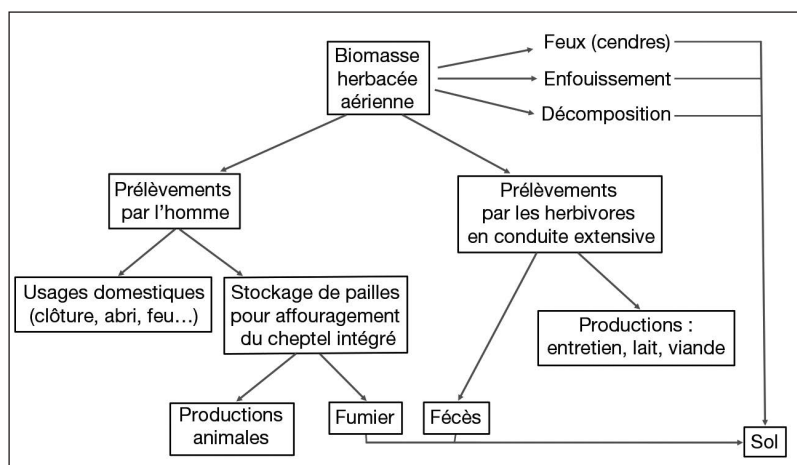 Biomasse
herbacée
aérienne
Feux (cendres)
Enfouissement
Décomposition
Prélèvements
par l'homme
Prélèvements
par les herbivores
en conduite extensive
Usages domestiques
(clôture, abri, feu...)
Stockage de pailles
pour affouragement
du cheptel intégré
Productions :
entretien, lait, viande
Productions
animales
Fumier
Fécès
Sol